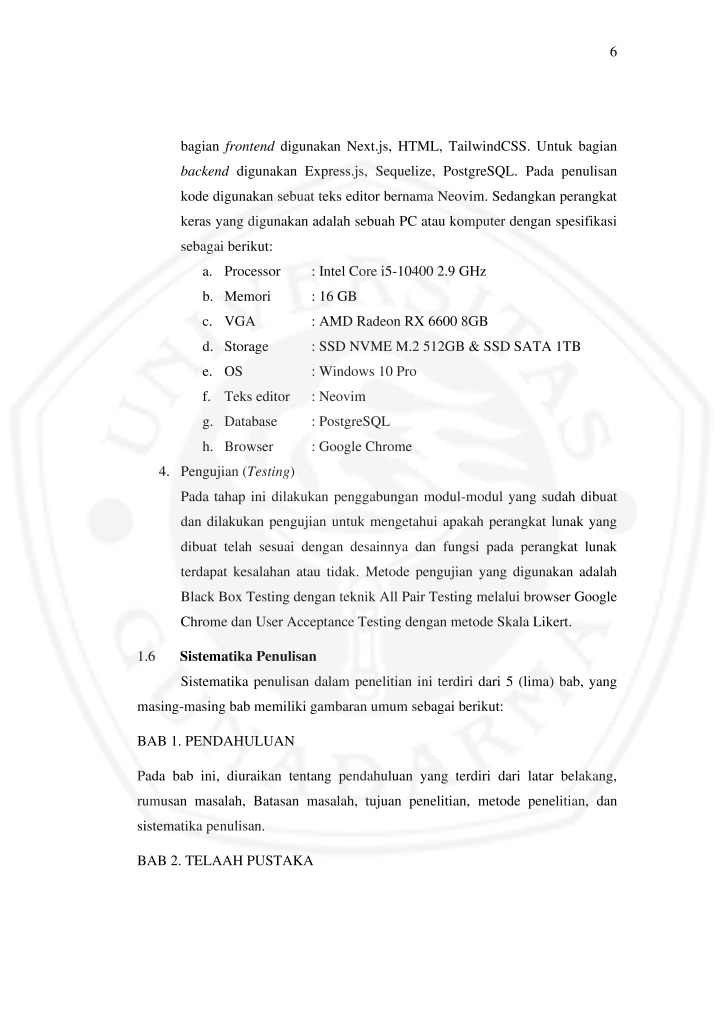 6
bagian frontend digunakan Next.js, HTML, TailwindCSS. Untuk bagian
backend digunakan Express.js, Sequelize, PostgreSQL. Pada penulisan
kode digunakan sebuat teks editor bernama Neovim. Sedangkan perangkat
keras yang digunakan adalah sebuah PC atau komputer dengan spesifikasi
sebagai berikut:
a. Processor : Intel Core i5-10400 2.9 GHz
b. Memori : 16 GB
c. VGA : AMD Radeon RX 6600 8GB
d. Storage : SSD NVME M.2 512GB & SSD SATA 1TB
e. OS : Windows 10 Pro
f. Teks editor : Neovim
g. Database : PostgreSQL
h. Browser : Google Chrome
4. Pengujian (Testing)
Pada tahap ini dilakukan penggabungan modul-modul yang sudah dibuat
dan dilakukan pengujian untuk mengetahui apakah perangkat lunak yang
dibuat telah sesuai dengan desainnya dan fungsi pada perangkat lunak
terdapat kesalahan atau tidak. Metode pengujian yang digunakan adalah
Black Box Testing dengan teknik All Pair Testing melalui browser Google
Chrome dan User Acceptance Testing dengan metode Skala Likert.
1.6 Sistematika Penulisan
Sistematika penulisan dalam penelitian ini terdiri dari 5 (lima) bab, yang
masing-masing bab memiliki gambaran umum sebagai berikut:
BAB 1. PENDAHULUAN
Pada bab ini, diuraikan tentang pendahuluan yang terdiri dari latar belakang,
rumusan masalah, Batasan masalah, tujuan penelitian, metode penelitian, dan
sistematika penulisan.
BAB 2. TELAAH PUSTAKA
UNIVERSITAS
GUNADARMA